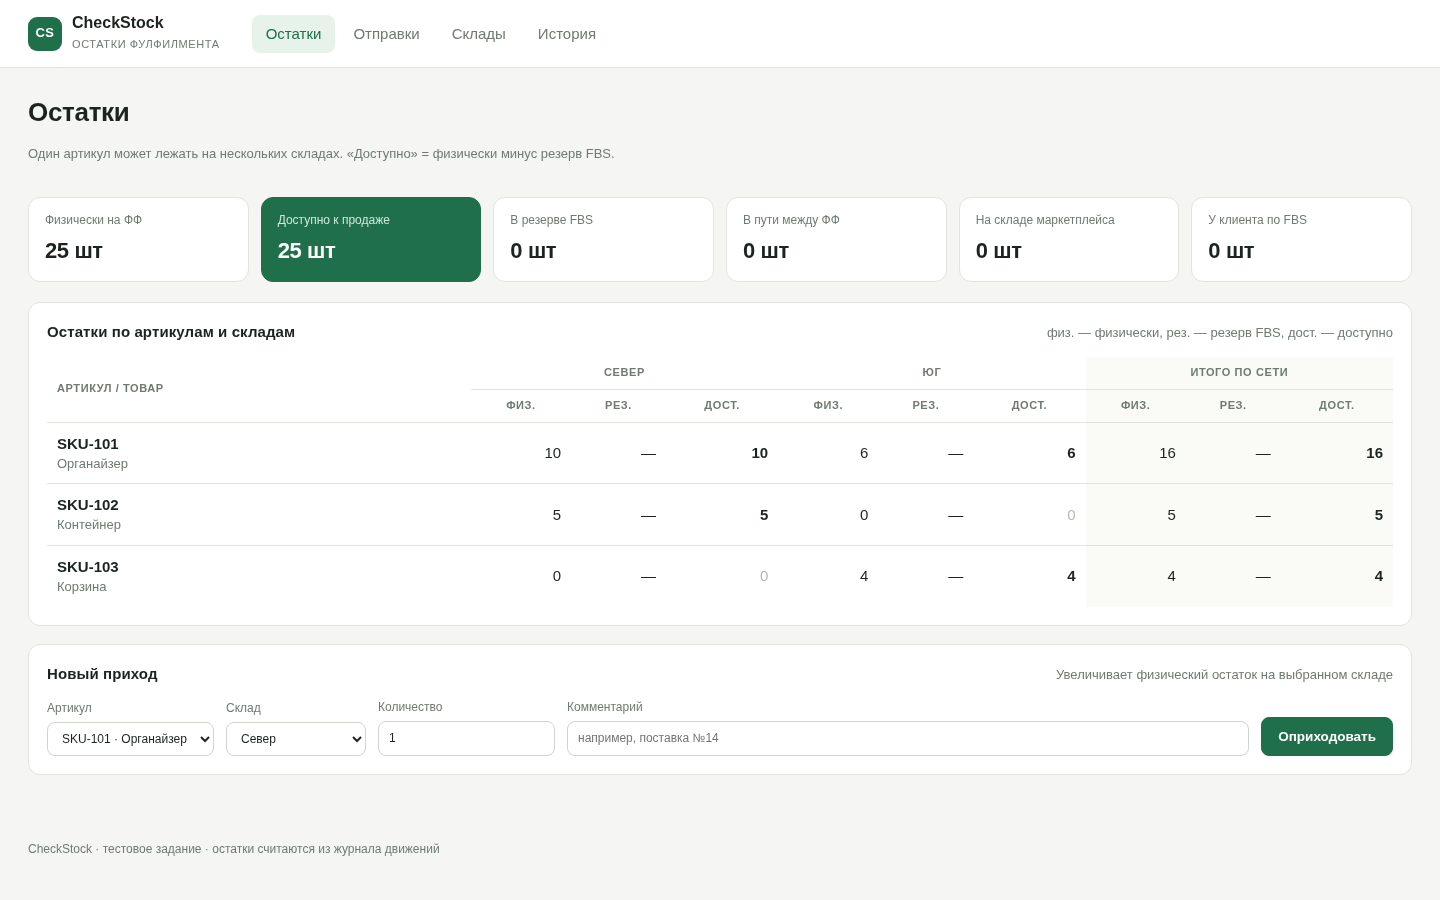 CS
CheckStock
ОСТАТКИ ФУЛФИЛМЕНТА
Остатки
Отправки
Склады
История
Остатки
Один артикул может лежать на нескольких складах. «Доступно» = физически минус резерв FBS.
Физически на ФФ
25 шт
Доступно к продаже
25 шт
В резерве FBS
0 шт
В пути между ФФ
0 шт
На складе маркетплейса
0 шт
У клиента по FBS
0 шт
Остатки по артикулам и складам
физ. — физически, рез. — резерв FBS, дост. — доступно
АРТИКУЛ / ТОВАР
СЕВЕР
ЮГ
ИТОГО ПО СЕТИ
ФИЗ. РЕЗ. ДОСТ. ФИЗ. РЕЗ. ДОСТ. ФИЗ. РЕЗ. ДОСТ.
SKU-101
Органайзер
10 — 10 6 — 6 16 — 16
SKU-102
Контейнер
5 — 5 0 — 0 5 — 5
SKU-103
Корзина
0 — 0 4 — 4 4 — 4
Новый приход
Увеличивает физический остаток на выбранном складе
Артикул
SKU-101 · Органайзер
Склад
Север
Количество
1
Комментарий
например, поставка №14
Оприходовать
CheckStock · тестовое задание · остатки считаются из журнала движений